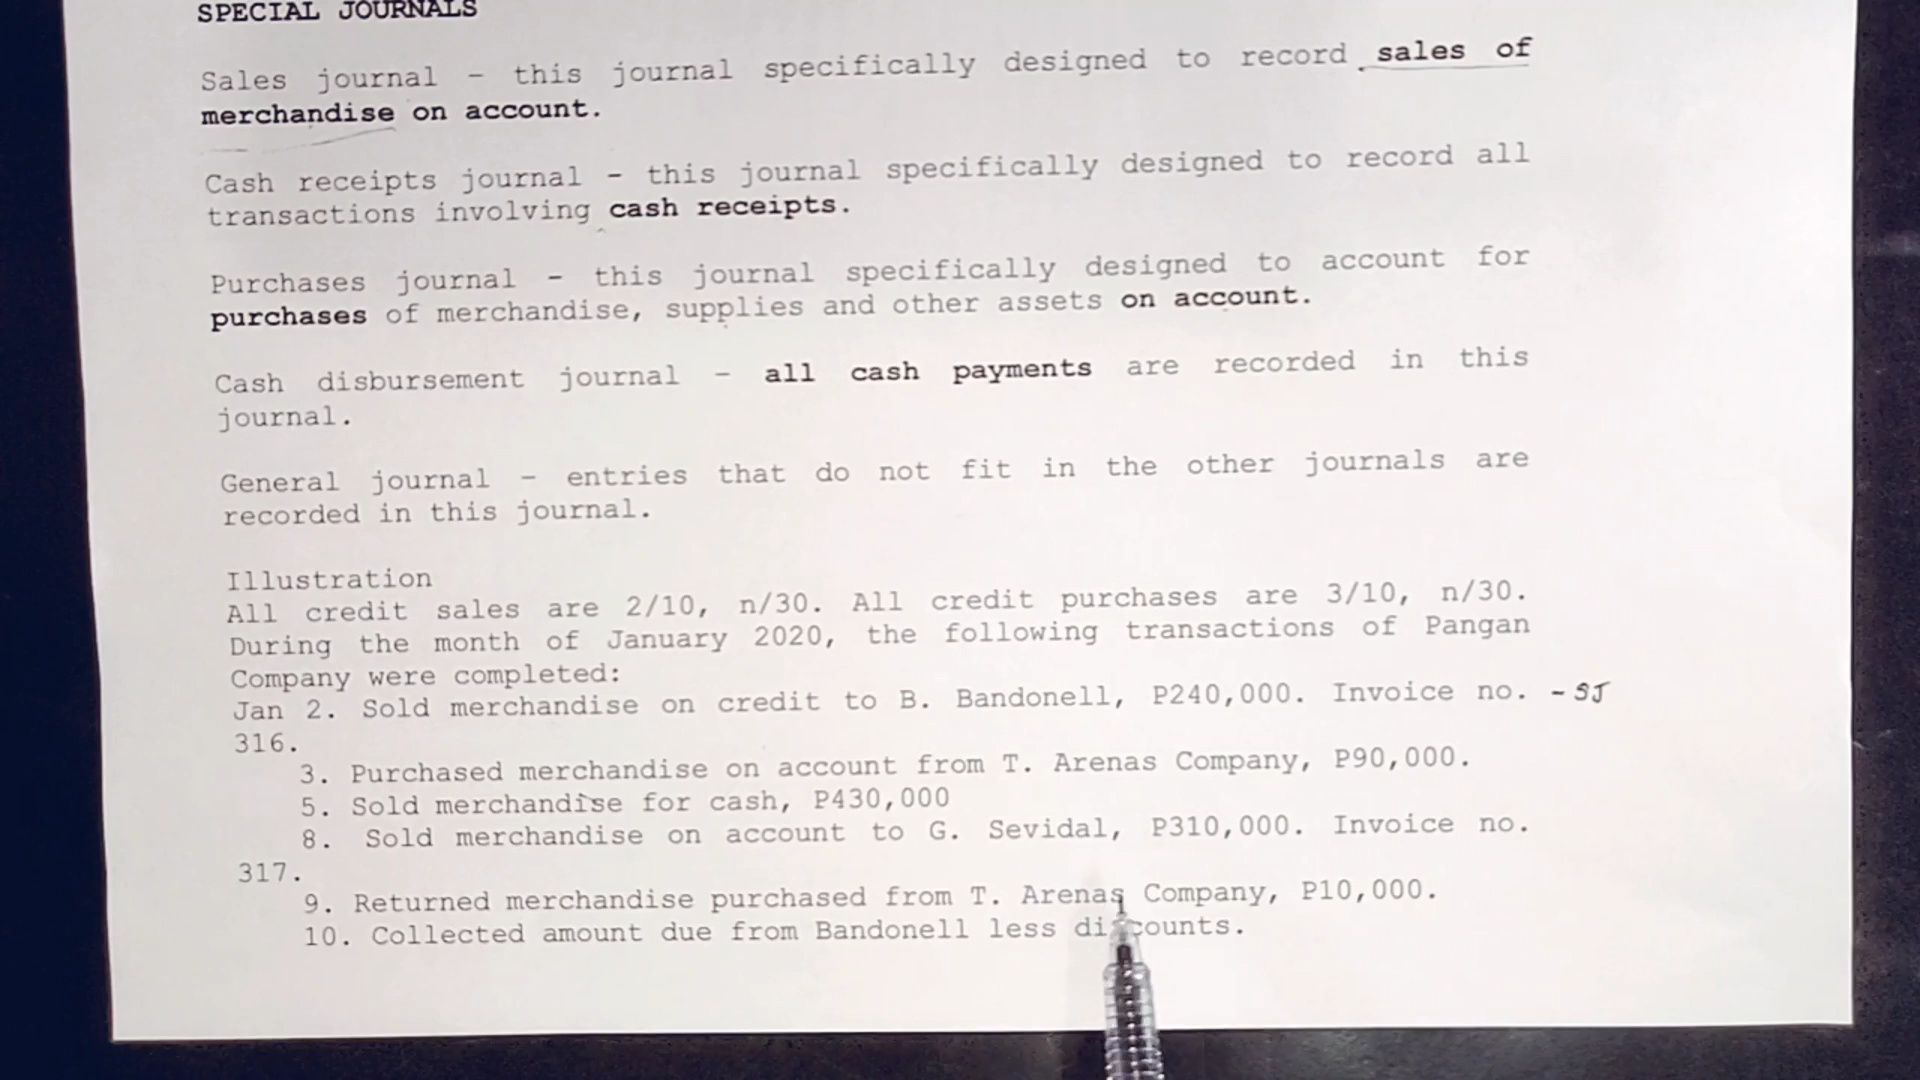 SPECIAL JOURNALS
Sales journal - this journal specifically designed to record sales of
merchandise on account.
Cash receipts journal - this journal specifically designed to record all
transactions involving cash receipts.
Purchases journal - this journal specifically designed to account for
purchases of merchandise, supplies and other assets on account.
Cash disbursement journal - all cash payments are recorded in this
journal.
General journal - entries that do not fit in the other journals are
recorded in this journal.
Illustration
All credit sales are 2/10, n/30. All credit purchases are 3/10, n/30.
During the month of January 2020, the following transactions of Pangan
Company were completed:
Jan 2. Sold merchandise on credit to B. Bandonell, P240,000. Invoice no. - SJ
316.
3. Purchased merchandise on account from T. Arenas Company, P90,000.
5. Sold merchandise for cash, P430,000
8. Sold merchandise on account to G. Sevidal, P310,000. Invoice no.
317.
9. Returned merchandise purchased from T. Arenas Company, P10,000.
10. Collected amount due from Bandonell less discounts.